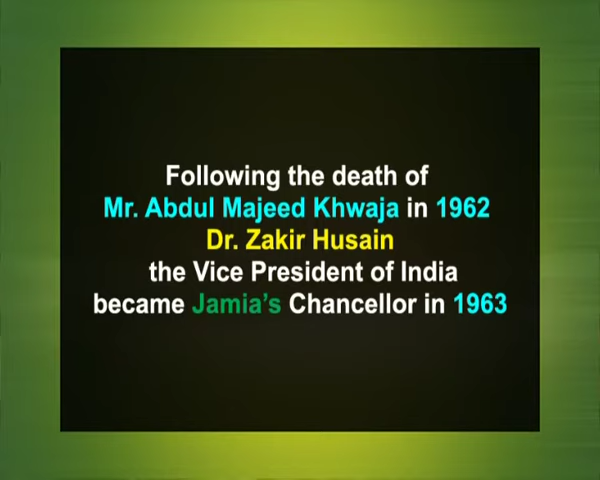 Following the death of
Mr. Abdul Majeed Khwaja in 1962
Dr. Zakir Husain
the Vice President of India
became Jamia's Chancellor in 1963